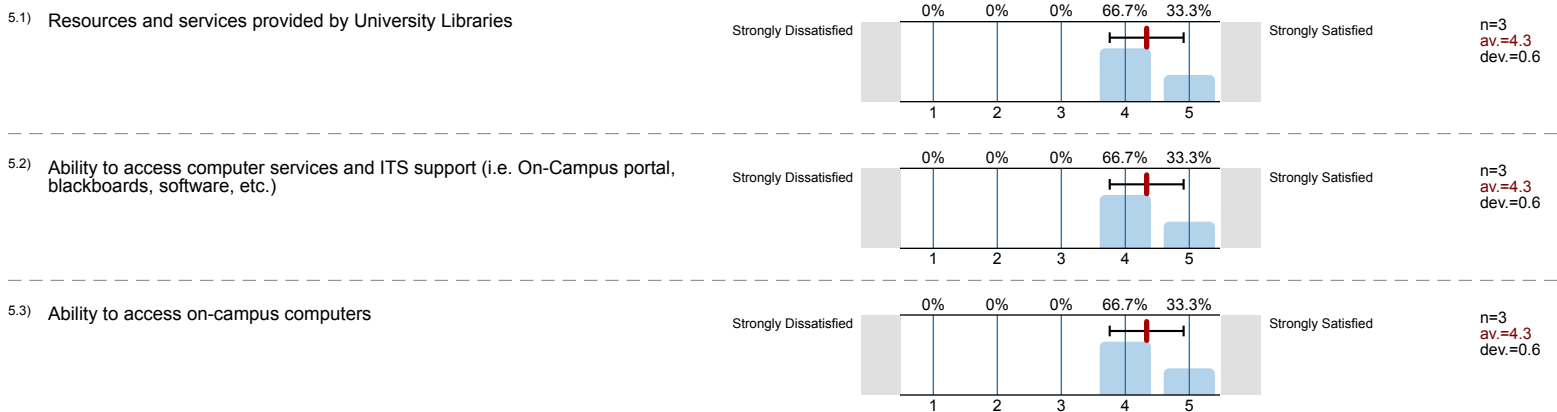 5.1) Resources and services provided by University Libraries
0% 0% 0% 66.7% 33.3%
Strongly Dissatisfied
Strongly Satisfied
n=3
av.=4.3
dev.=0.6
1 2 3 4 5
5.2) Ability to access computer services and ITS support (i.e. On-Campus portal,
blackboards, software, etc.)
0% 0% 0% 66.7% 33.3%
Strongly Dissatisfied
Strongly Satisfied
n=3
av.=4.3
dev.=0.6
1 2 3 4 5
5.3) Ability to access on-campus computers
0% 0% 0% 66.7% 33.3%
Strongly Dissatisfied
Strongly Satisfied
n=3
av.=4.3
dev.=0.6
1 2 3 4 5